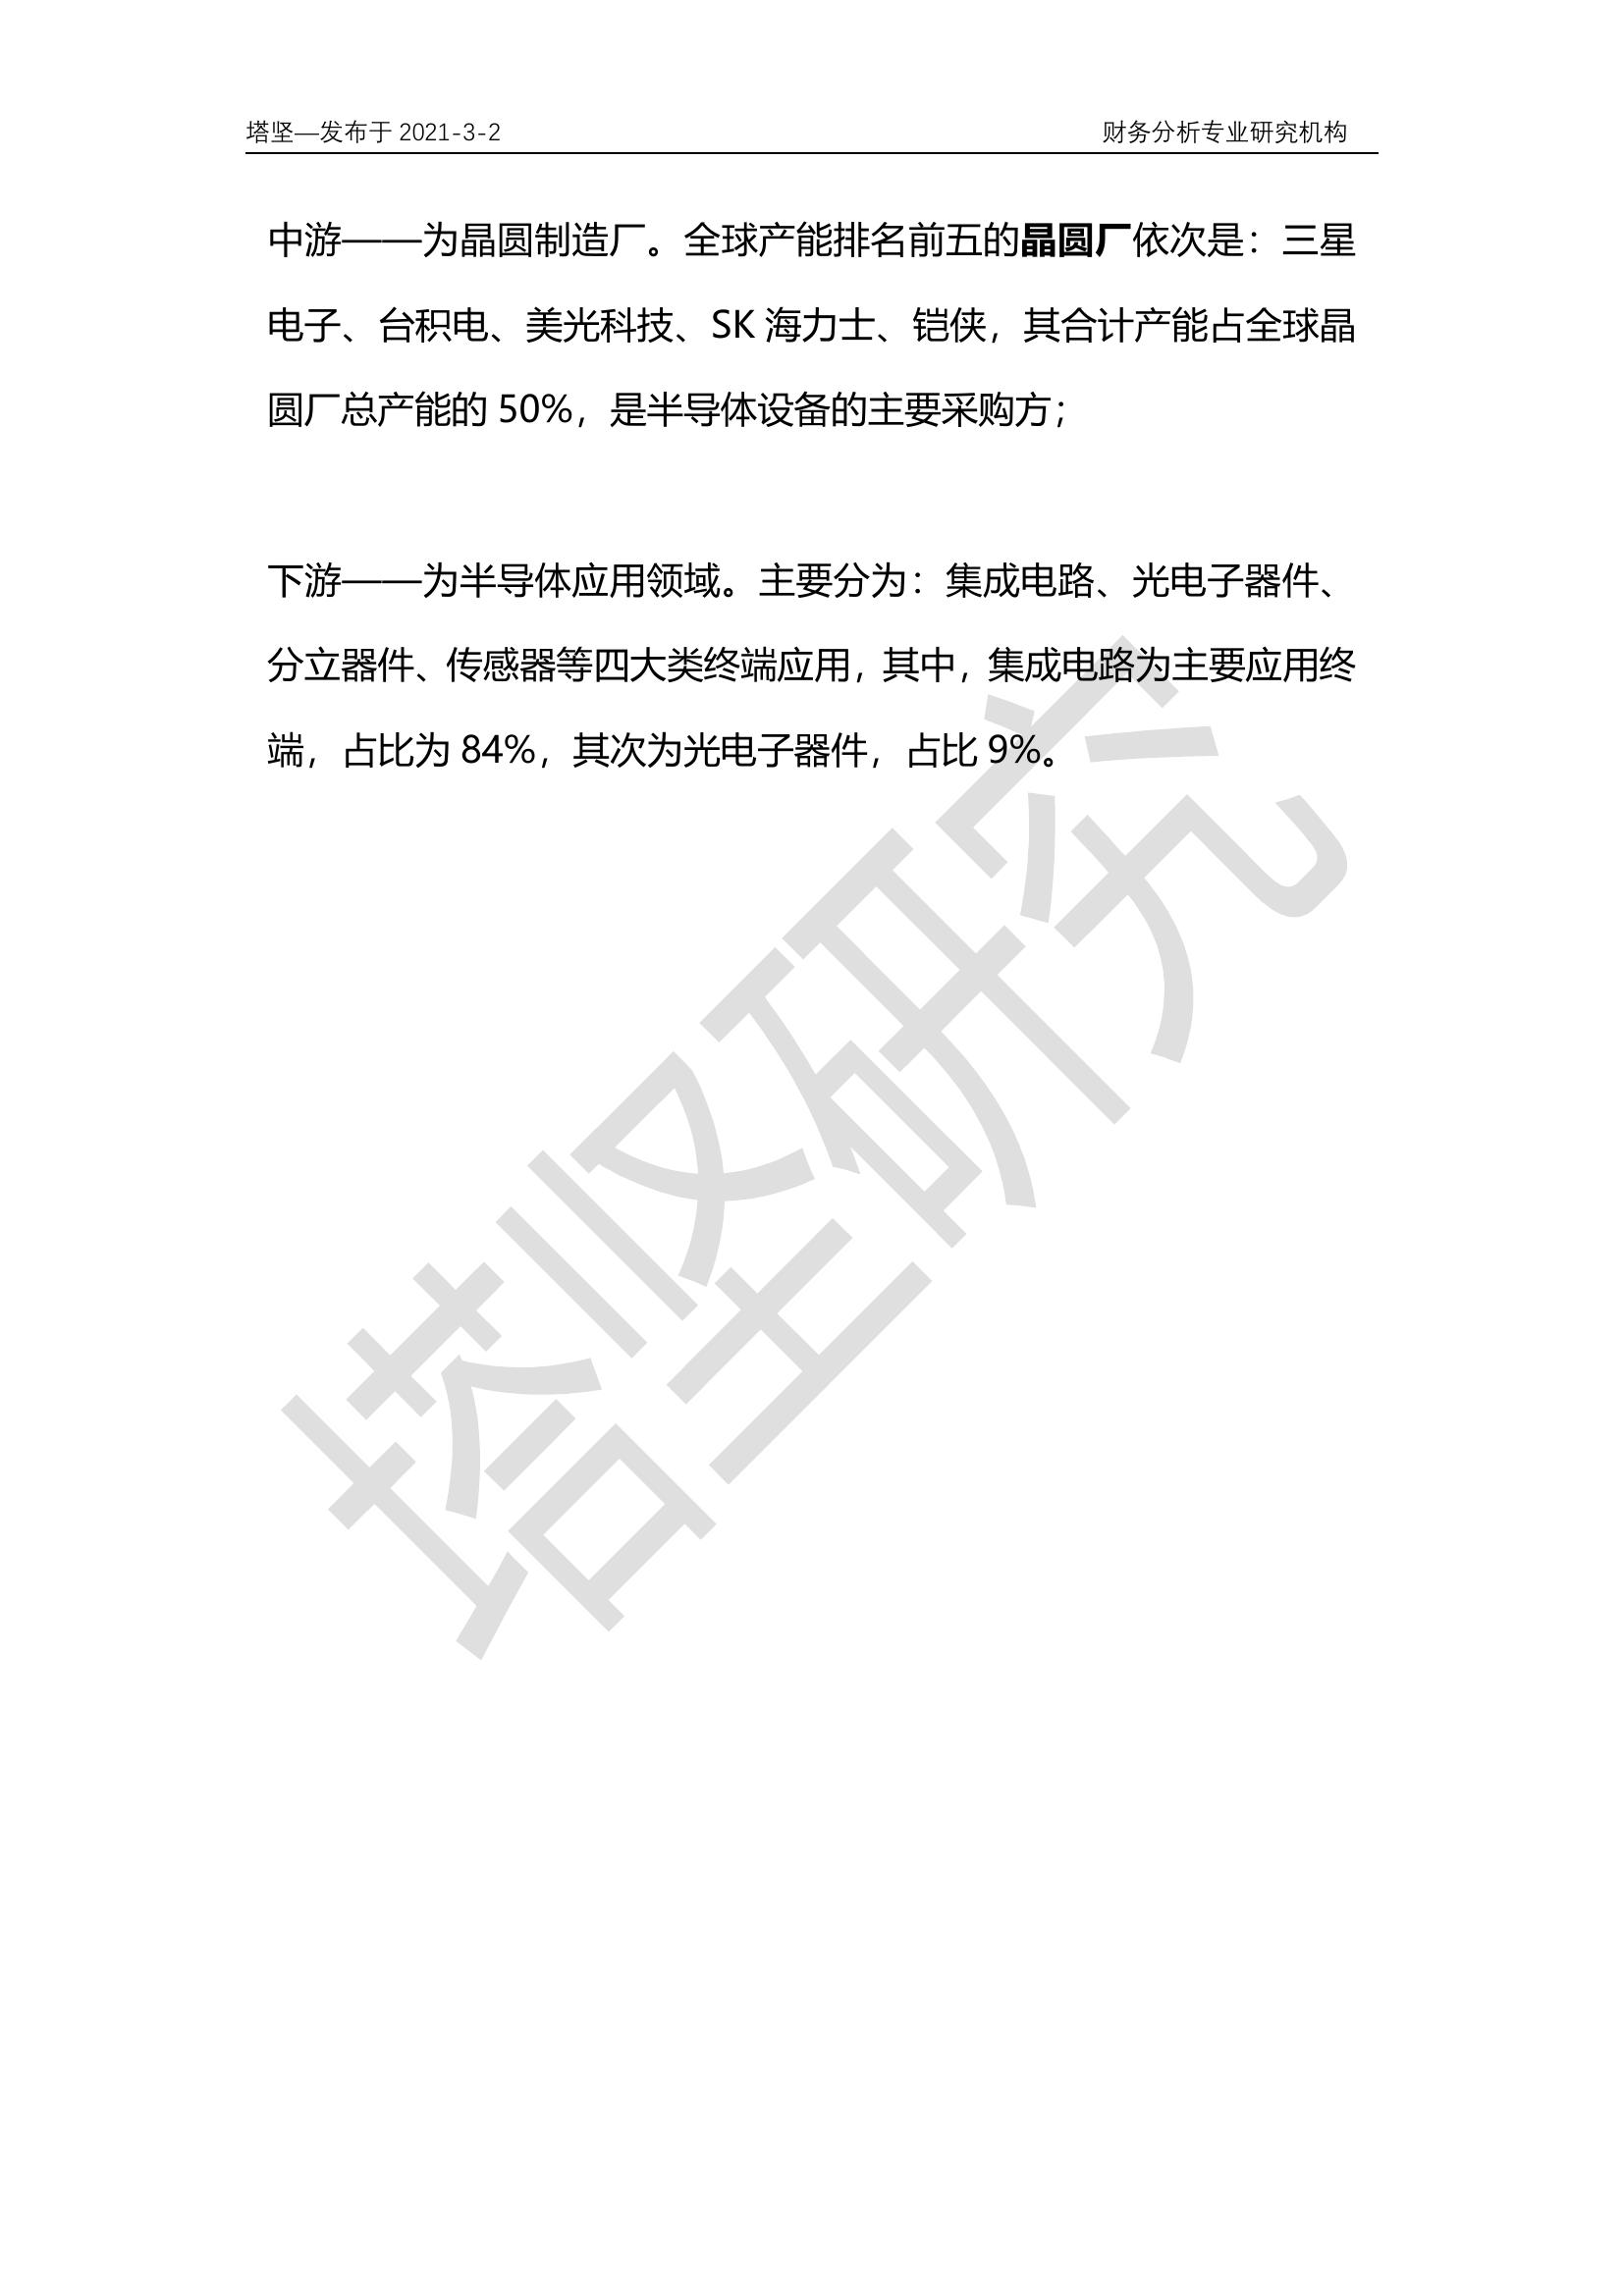 塔坚—发布于 2021-3-2 财务分析专业研究机构
中游——为晶圆制造厂。全球产能排名前五的晶圆厂依次是：三星
电子、台积电、美光科技、SK 海力士、铠侠，其合计产能占全球晶
圆厂总产能的 50%，是半导体设备的主要采购方；
下游——为半导体应用领域。主要分为：集成电路、光电子器件、
分立器件、传感器等四大类终端应用，其中，集成电路为主要应用终
端，占比为 84%，其次为光电子器件，占比 9%。
塔坚研究